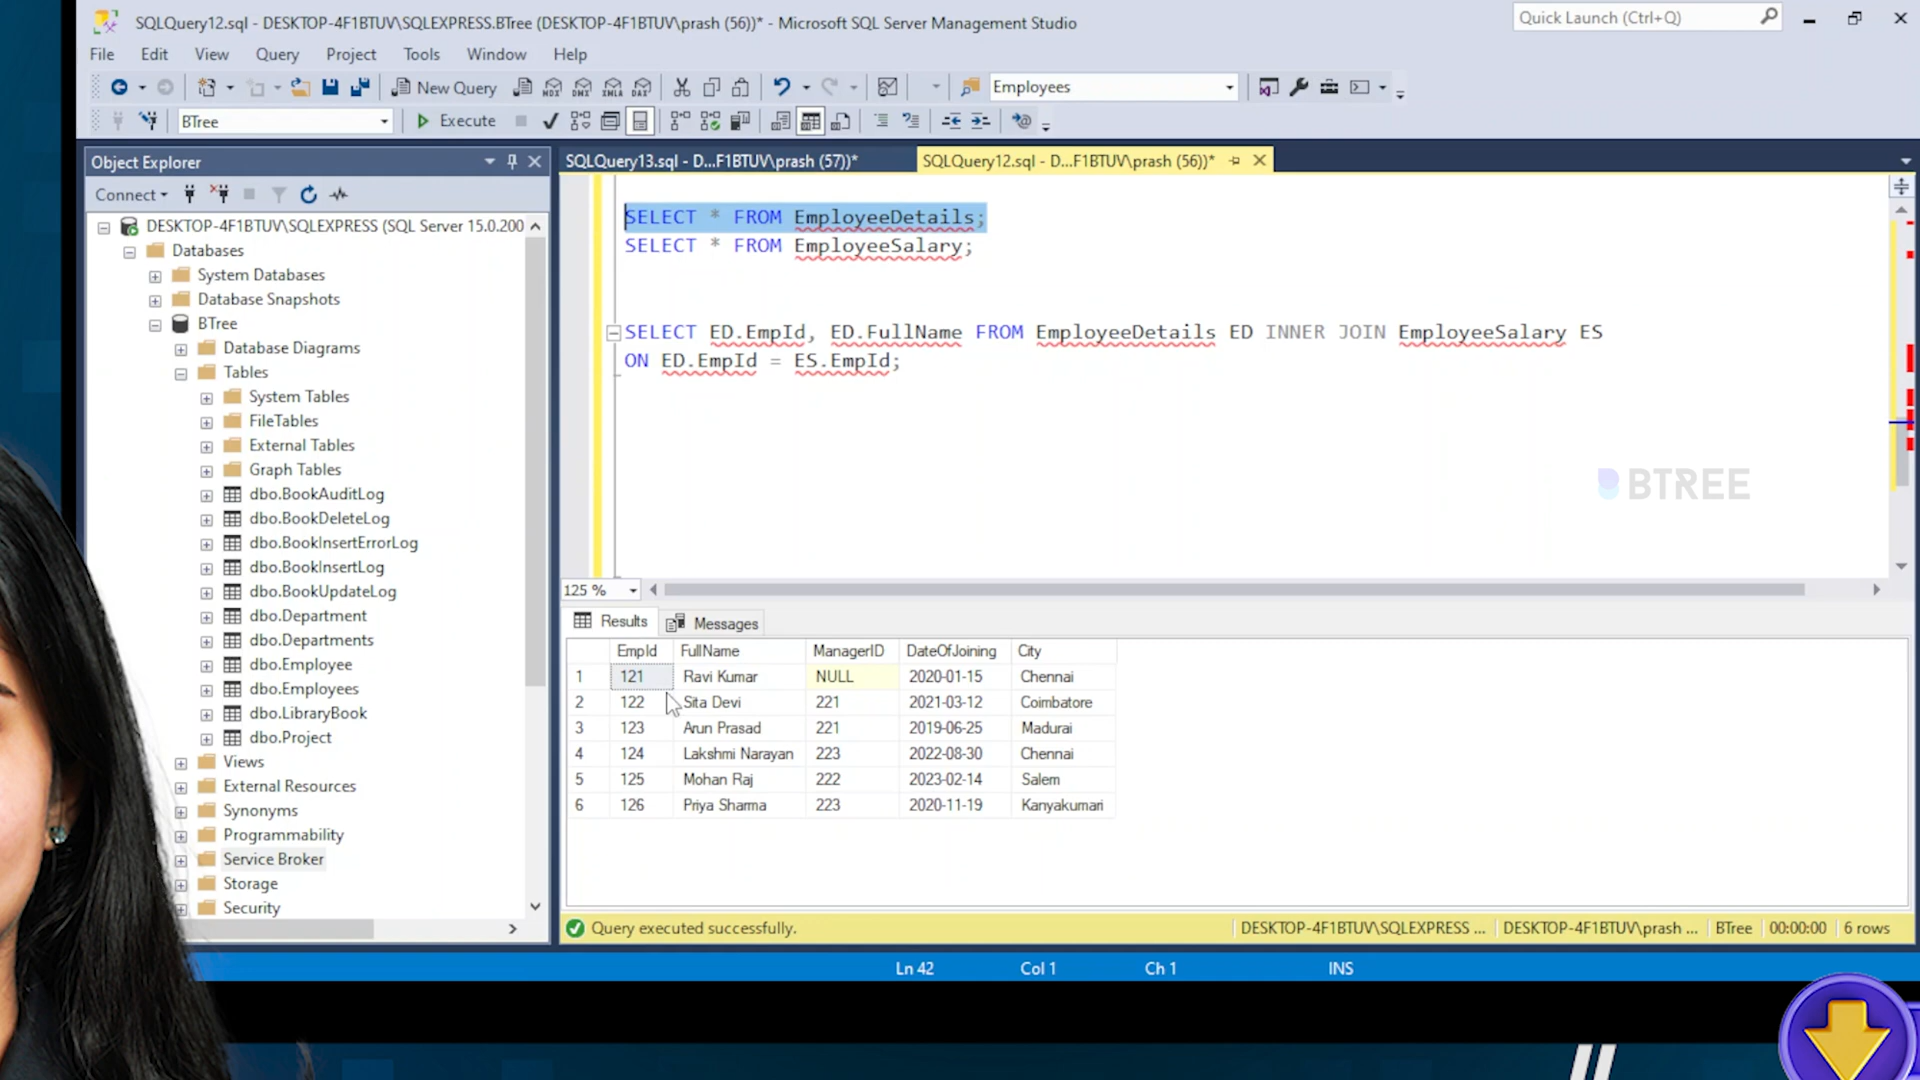 SQLQuery12.sql - DESKTOP-4F1BTUV\SQLEXPRESS.BTree (DESKTOP-4F1BTUV\prash (56))* - Microsoft SQL Server Management Studio
Quick Launch (Ctrl+Q)
File Edit View Query Project Tools Window Help
New Query
MDX DMX XMLA DAX
Employees
BTree
Execute
Object Explorer
SQLQuery13.sql - D...F1BTUV\prash (57))*
SQLQuery12.sql - D...F1BTUV\prash (56))*
Connect
DESKTOP-4F1BTUV\SQLEXPRESS (SQL Server 15.0.200
Databases
System Databases
Database Snapshots
BTree
Database Diagrams
Tables
System Tables
FileTables
External Tables
Graph Tables
dbo.BookAuditLog
dbo.BookDeleteLog
dbo.BookInsertErrorLog
dbo.BookInsertLog
dbo.BookUpdateLog
dbo.Department
dbo.Departments
dbo.Employee
dbo.Employees
dbo.LibraryBook
dbo.Project
Views
External Resources
Synonyms
Programmability
Service Broker
Storage
Security
SELECT * FROM EmployeeDetails;
SELECT * FROM EmployeeSalary;
SELECT ED.EmpId, ED.FullName FROM EmployeeDetails ED INNER JOIN EmployeeSalary ES
ON ED.EmpId = ES.EmpId;
BTREE
125 %
Results Messages
EmpId FullName ManagerID DateOfJoining City
1 121 Ravi Kumar NULL 2020-01-15 Chennai
2 122 Sita Devi 221 2021-03-12 Coimbatore
3 123 Arun Prasad 221 2019-06-25 Madurai
4 124 Lakshmi Narayan 223 2022-08-30 Chennai
5 125 Mohan Raj 222 2023-02-14 Salem
6 126 Priya Sharma 223 2020-11-19 Kanyakumari
Query executed successfully.
DESKTOP-4F1BTUV\SQLEXPRESS ... DESKTOP-4F1BTUV\prash ... BTree 00:00:00 6 rows
Ln 42 Col 1 Ch 1 INS